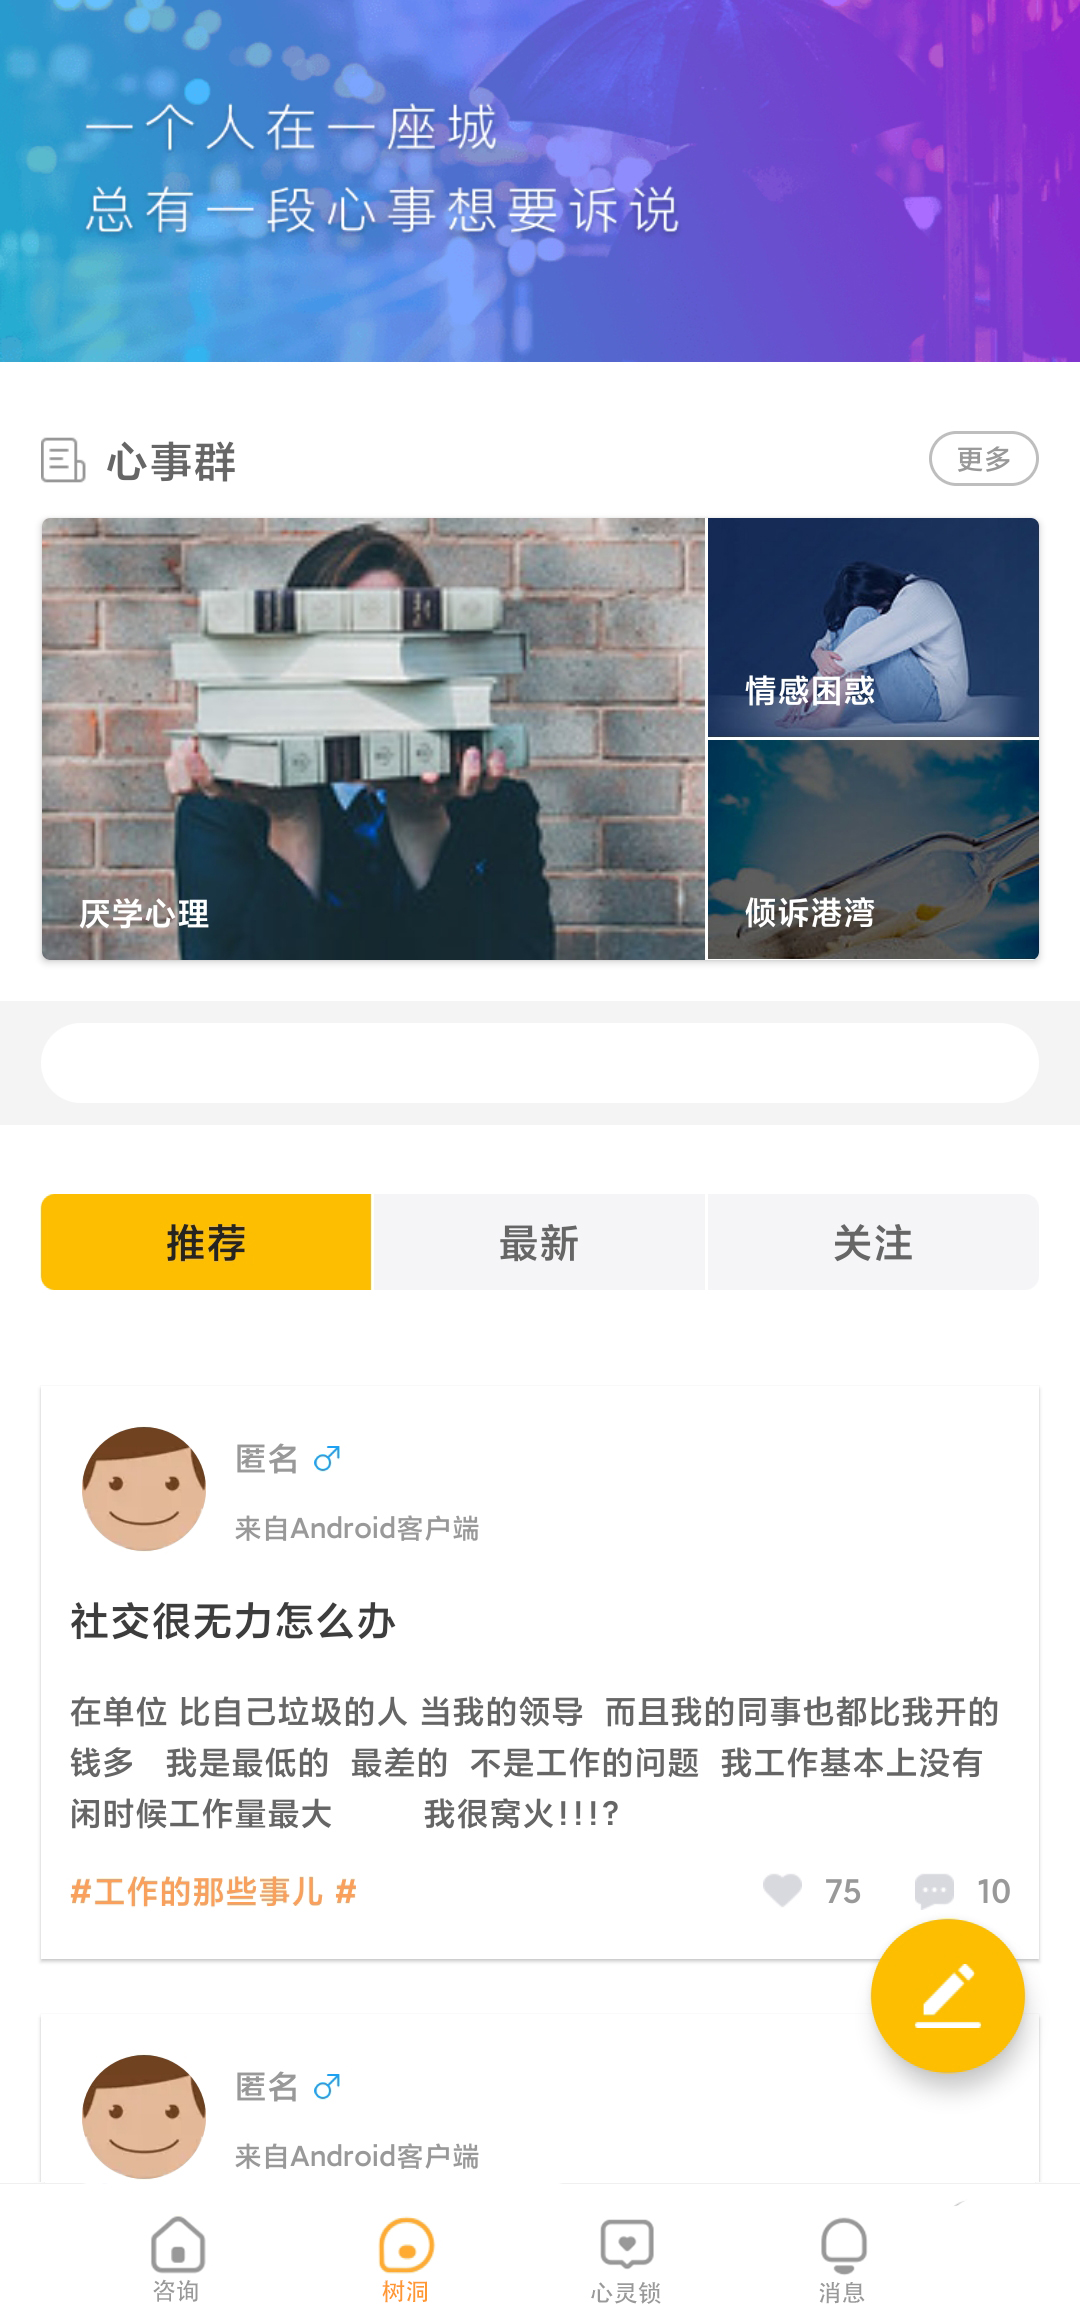 一个人在一座城
总有一段心事想要诉说
心事群
更多
厌学心理
情感困惑
倾诉港湾
推荐
最新
关注
匿名
来自Android客户端
社交很无力怎么办
在单位 比自己垃圾的人 当我的领导 而且我的同事也都比我开的
钱多 我是最低的 最差的 不是工作的问题 我工作基本上没有
闲时候工作量最大 我很窝火!!!?
#工作的那些事儿 #
75
10
匿名
来自Android客户端
咨询
树洞
心灵锁
消息